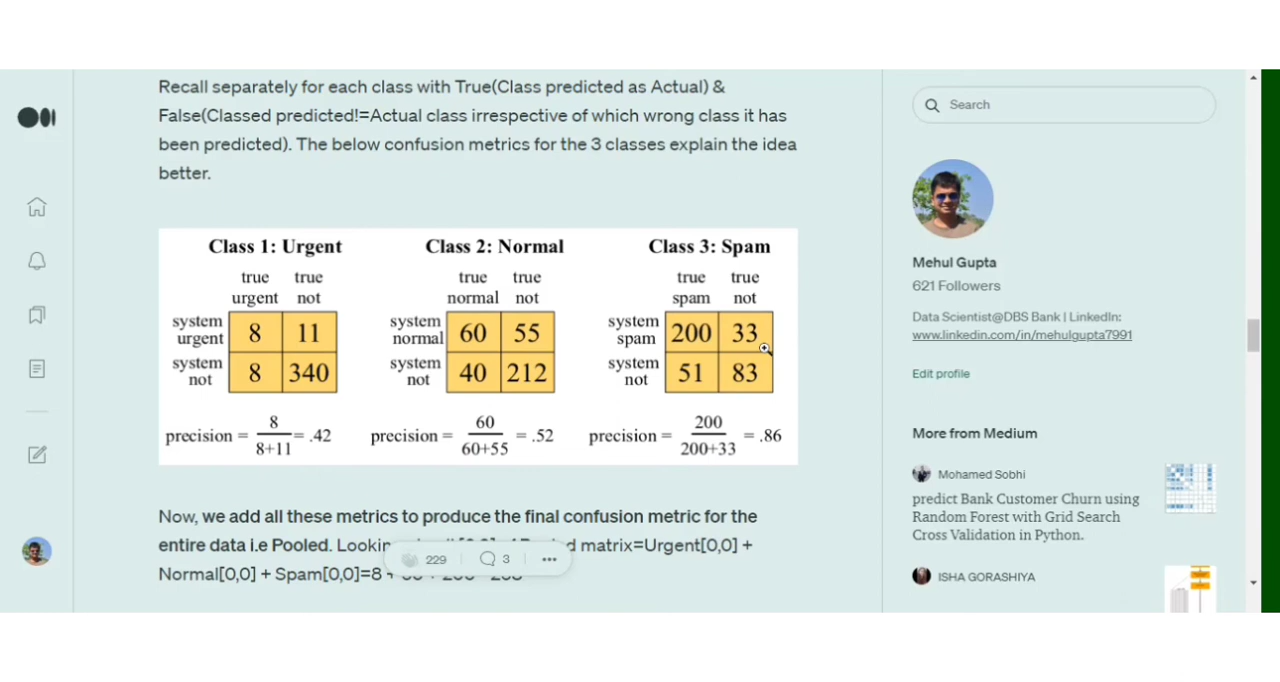 Recall separately for each class with True(Class predicted as Actual) &
False(Classed predicted!=Actual class irrespective of which wrong class it has
been predicted). The below confusion metrics for the 3 classes explain the idea
better.
Class 1: Urgent
true true
urgent not
system urgent 8 11
system not 8 340
precision = 8 / 8+11 = .42
Class 2: Normal
true true
normal not
system normal 60 55
system not 40 212
precision = 60 / 60+55 = .52
Class 3: Spam
true true
spam not
system spam 200 33
system not 51 83
precision = 200 / 200+33 = .86
Now, we add all these metrics to produce the final confusion metric for the
entire data i.e Pooled. matrix=Urgent[0,0] +
Normal[0,0] + Spam[0,0]=8
229 3
Search
Mehul Gupta
621 Followers
Data Scientist@DBS Bank | LinkedIn:
www.linkedin.com/in/mehulgupta7991
Edit profile
More from Medium
Mohamed Sobhi
predict Bank Customer Churn using
Random Forest with Grid Search
Cross Validation in Python.
ISHA GORASHIYA